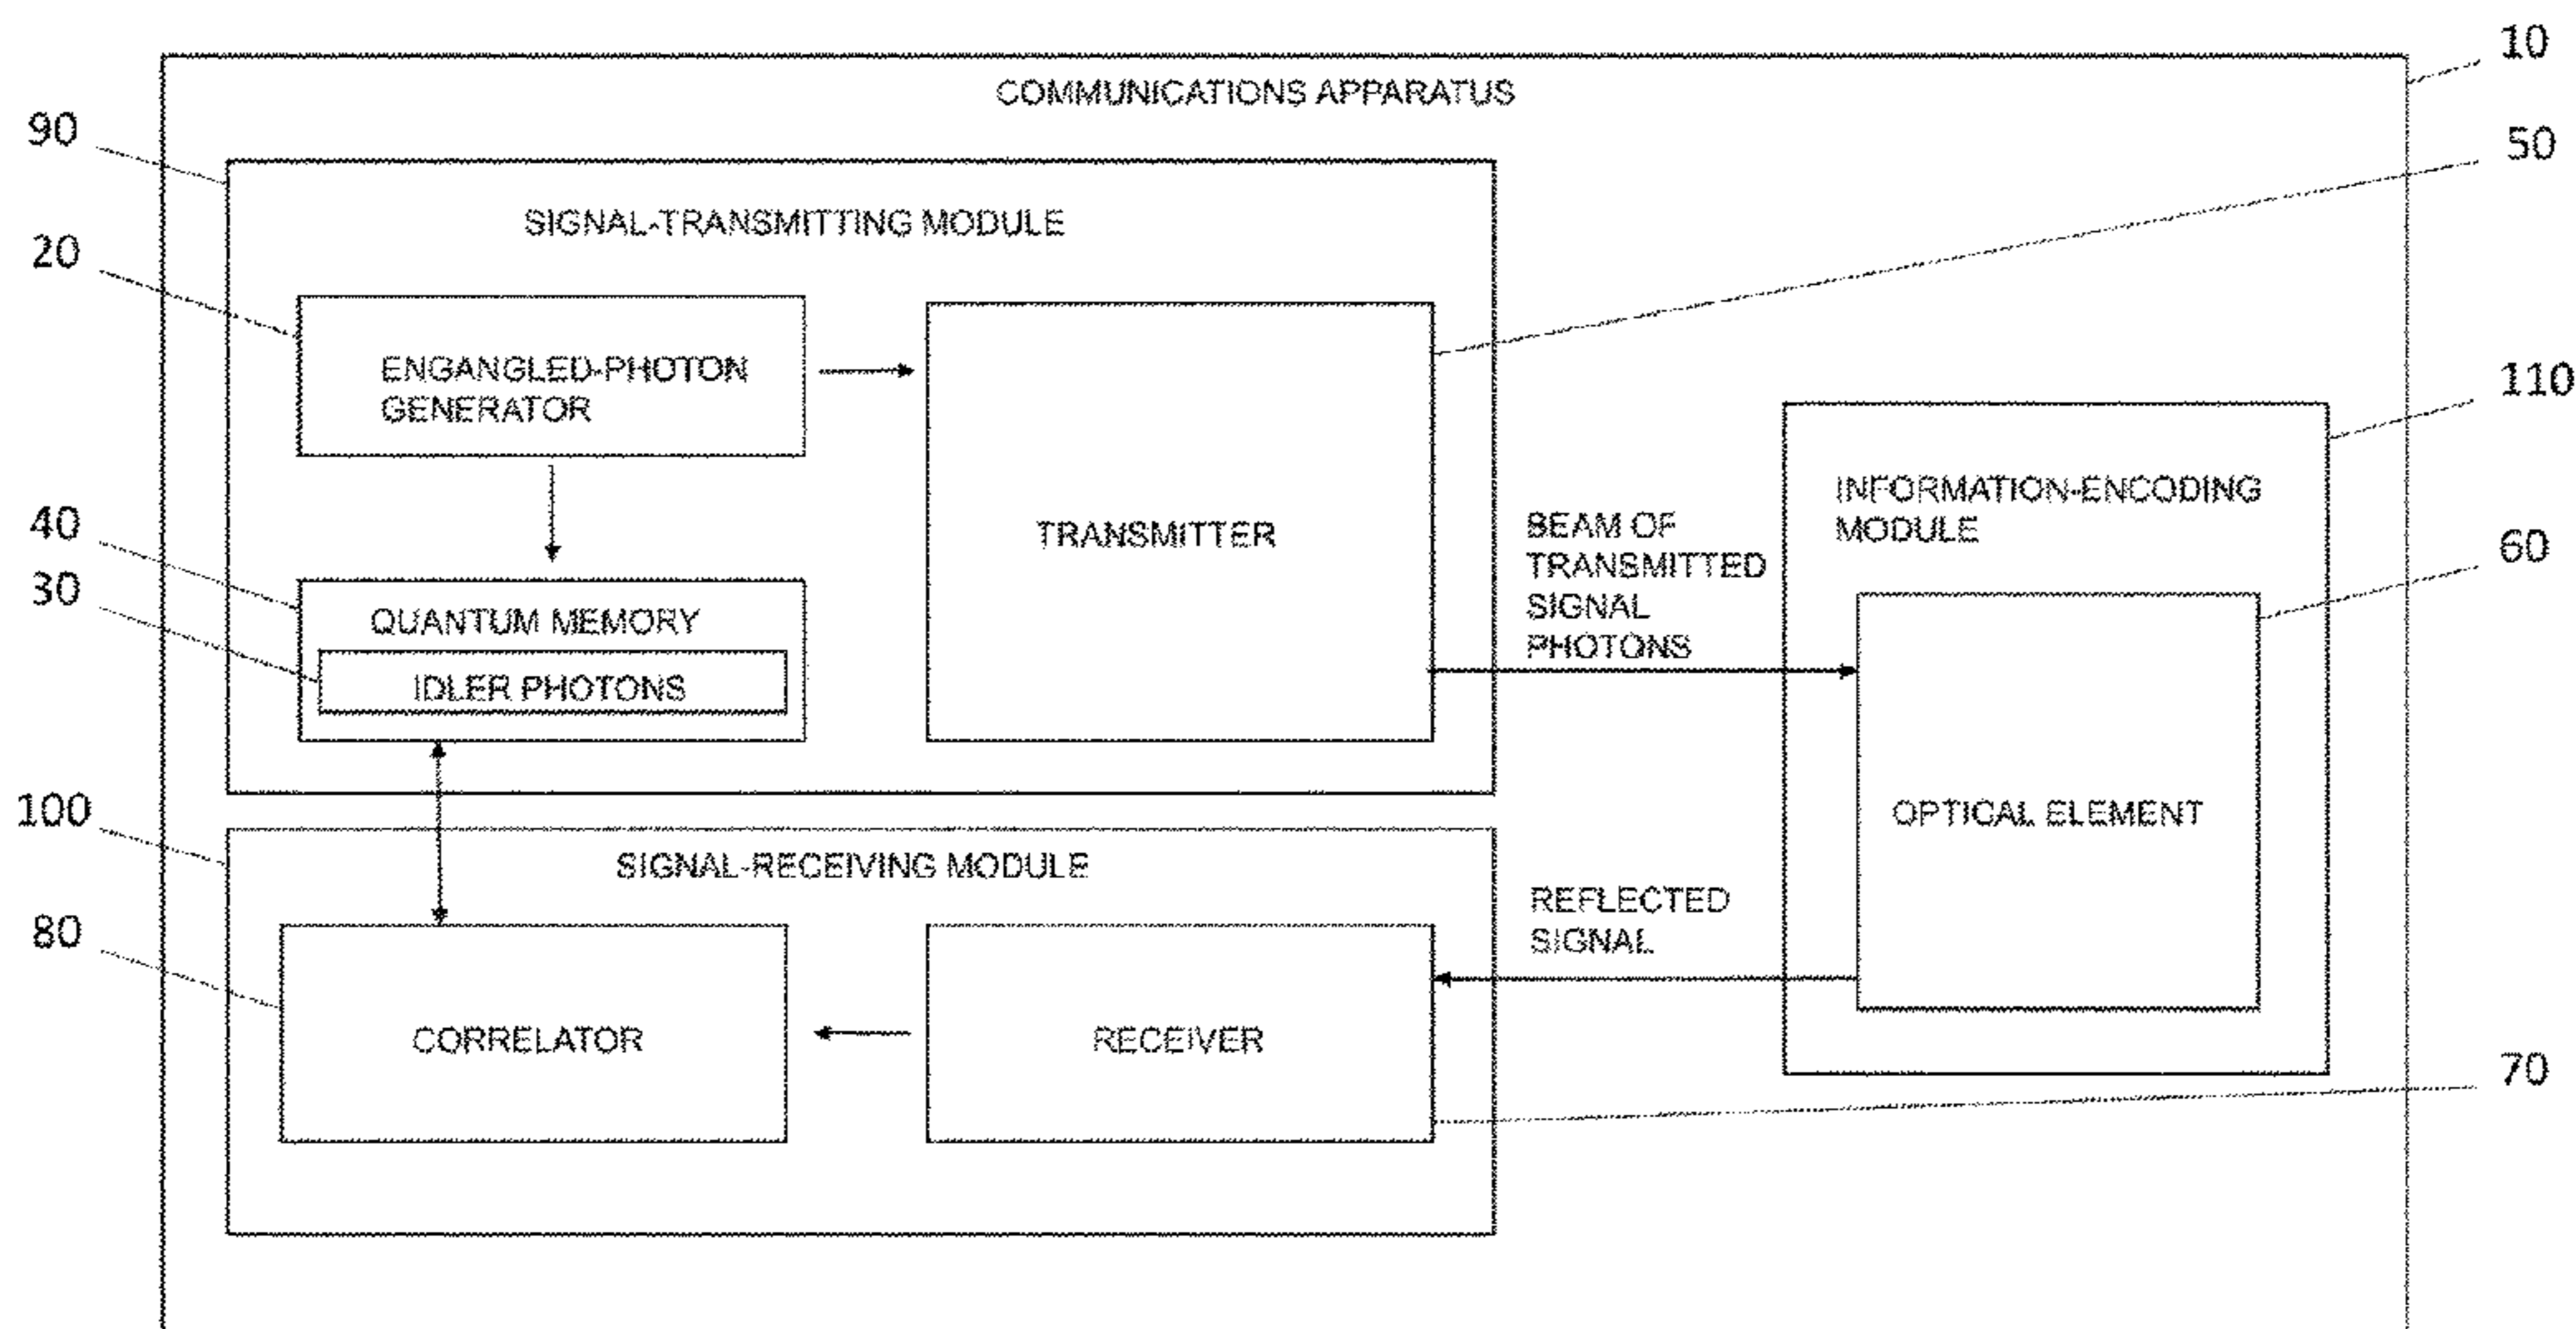 10
COMMUNICATIONS APPARATUS
90
50
SIGNAL-TRANSMITTING MODULE
20
ENGANGLED-PHOTON
GENERATOR
110
INFORMATION-ENCODING
MODULE
40
TRANSMITTER
BEAM OF
TRANSMITTED
SIGNAL
PHOTONS
60
30
QUANTUM MEMORY
IDLER PHOTONS
100
OPTICAL ELEMENT
SIGNAL-RECEIVING MODULE
REFLECTED
SIGNAL
80
CORRELATOR
RECEIVER
70